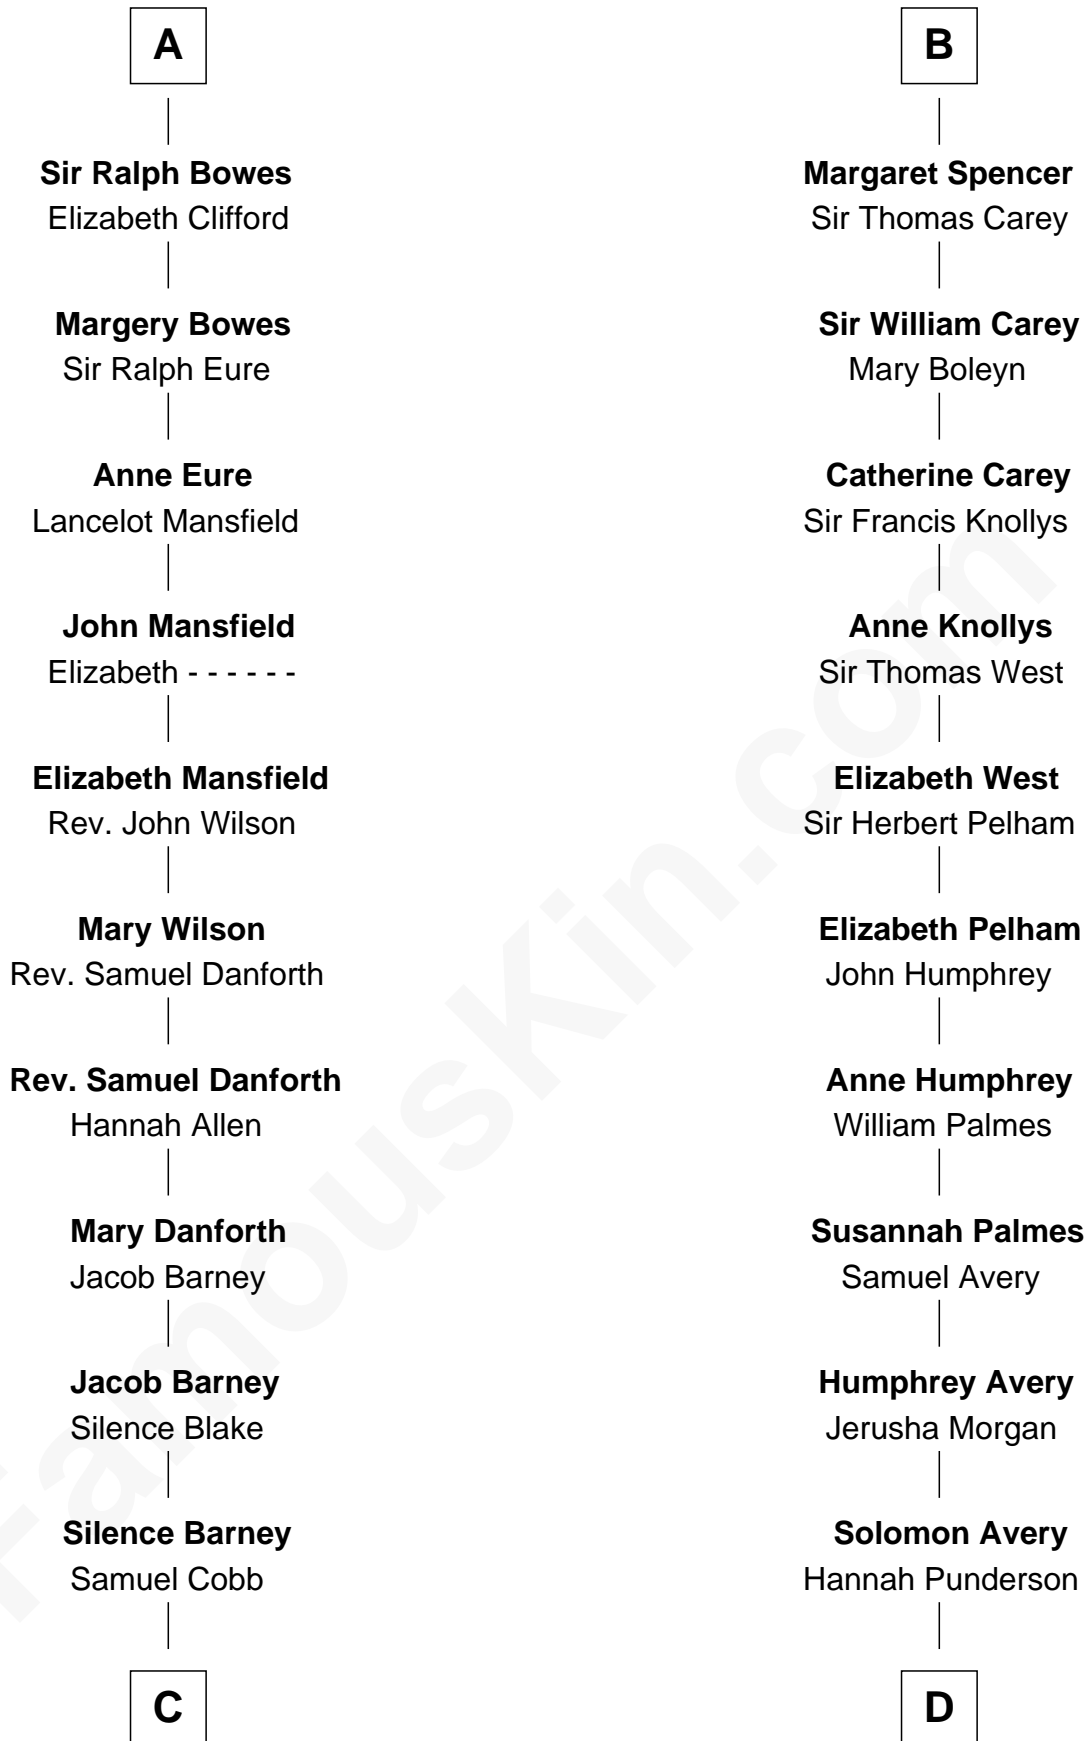 A
Sir Ralph Bowes
Elizabeth Clifford
Margery Bowes
Sir Ralph Eure
Anne Eure
Lancelot Mansfield
John Mansfield
Elizabeth - - - - - -
Elizabeth Mansfield
Rev. John Wilson
Mary Wilson
Rev. Samuel Danforth
Rev. Samuel Danforth
Hannah Allen
Mary Danforth
Jacob Barney
Jacob Barney
Silence Blake
Silence Barney
Samuel Cobb
C
B
Margaret Spencer
Sir Thomas Carey
Sir William Carey
Mary Boleyn
Catherine Carey
Sir Francis Knollys
Anne Knollys
Sir Thomas West
Elizabeth West
Sir Herbert Pelham
Elizabeth Pelham
John Humphrey
Anne Humphrey
William Palmes
Susannah Palmes
Samuel Avery
Humphrey Avery
Jerusha Morgan
Solomon Avery
Hannah Punderson
D
FamousKin.com